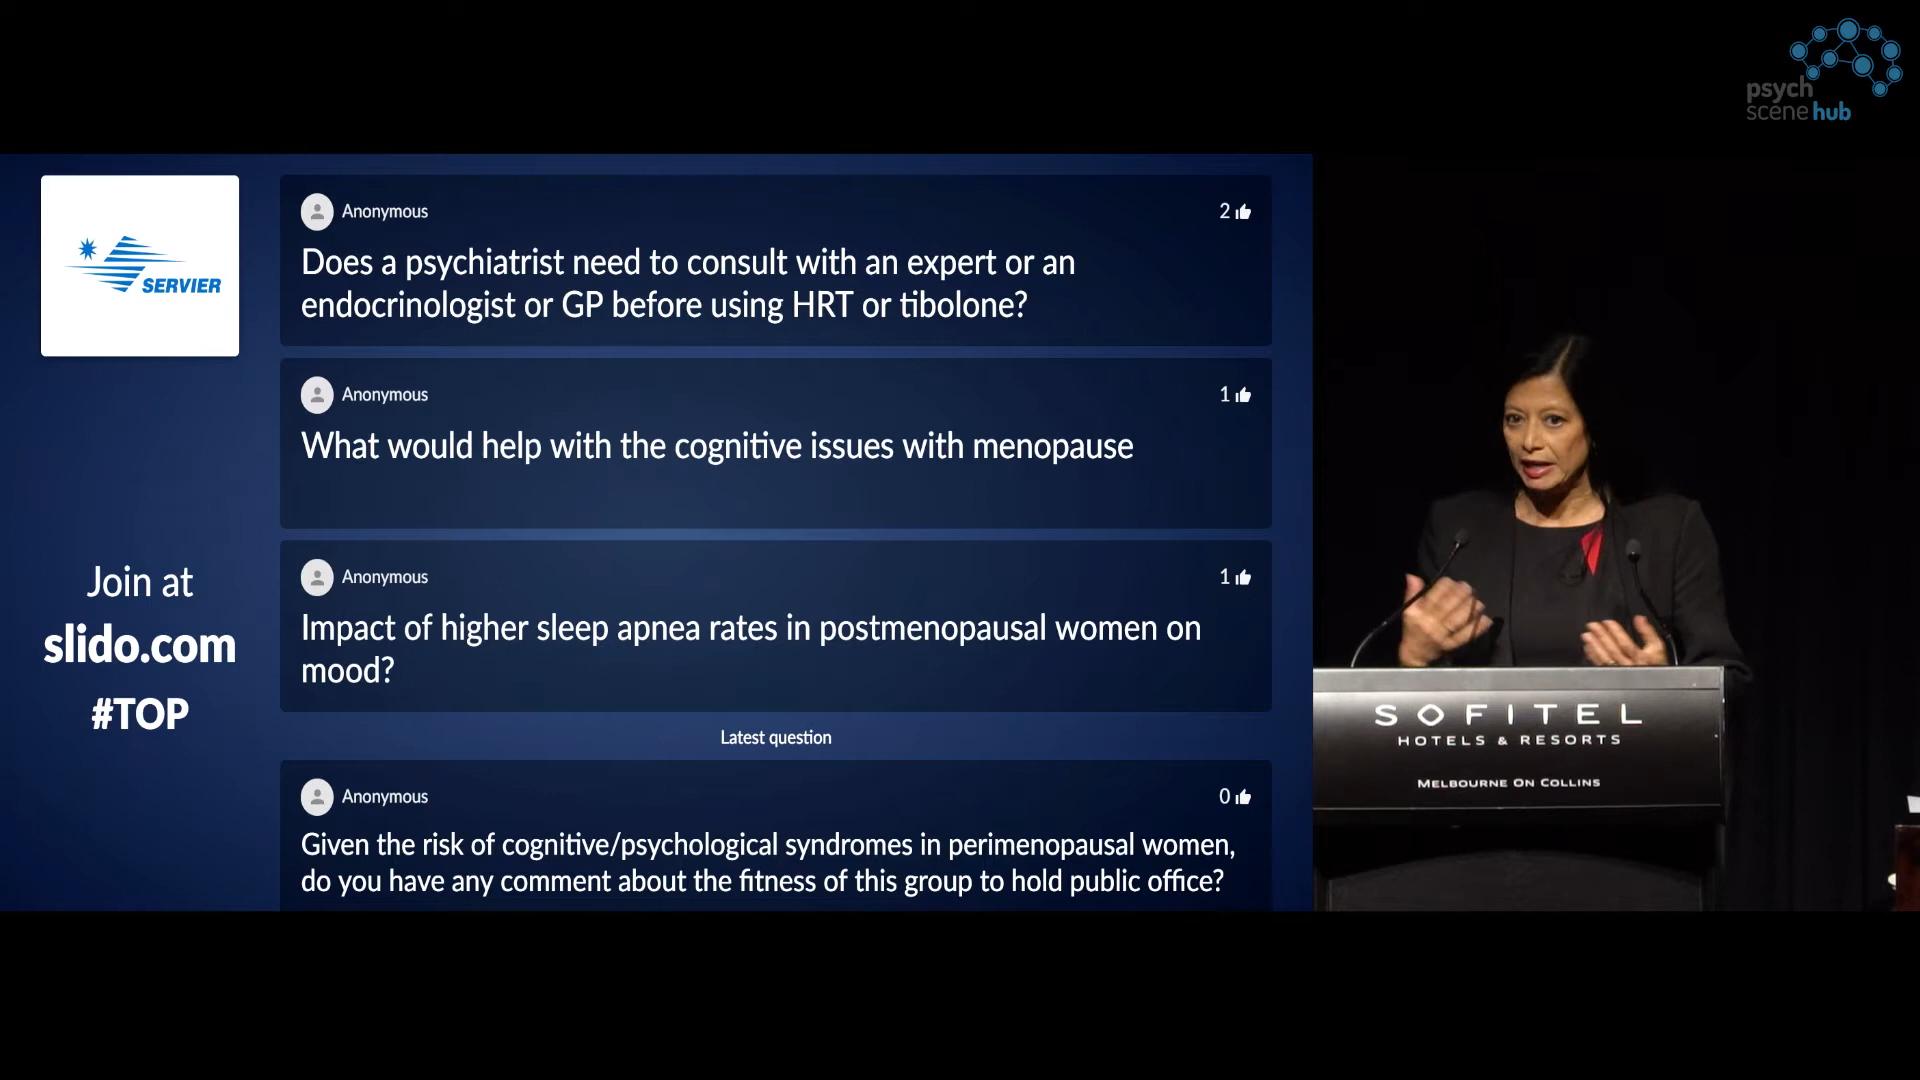 psych
scene hub
SERVIER
Join at
slido.com
#TOP
Anonymous
2
Does a psychiatrist need to consult with an expert or an
endocrinologist or GP before using HRT or tibolone?
Anonymous
1
What would help with the cognitive issues with menopause
Anonymous
1
Impact of higher sleep apnea rates in postmenopausal women on
mood?
Latest question
Anonymous
0
Given the risk of cognitive/psychological syndromes in perimenopausal women,
do you have any comment about the fitness of this group to hold public office?
SOFITEL
HOTELS & RESORTS
MELBOURNE ON COLLINS